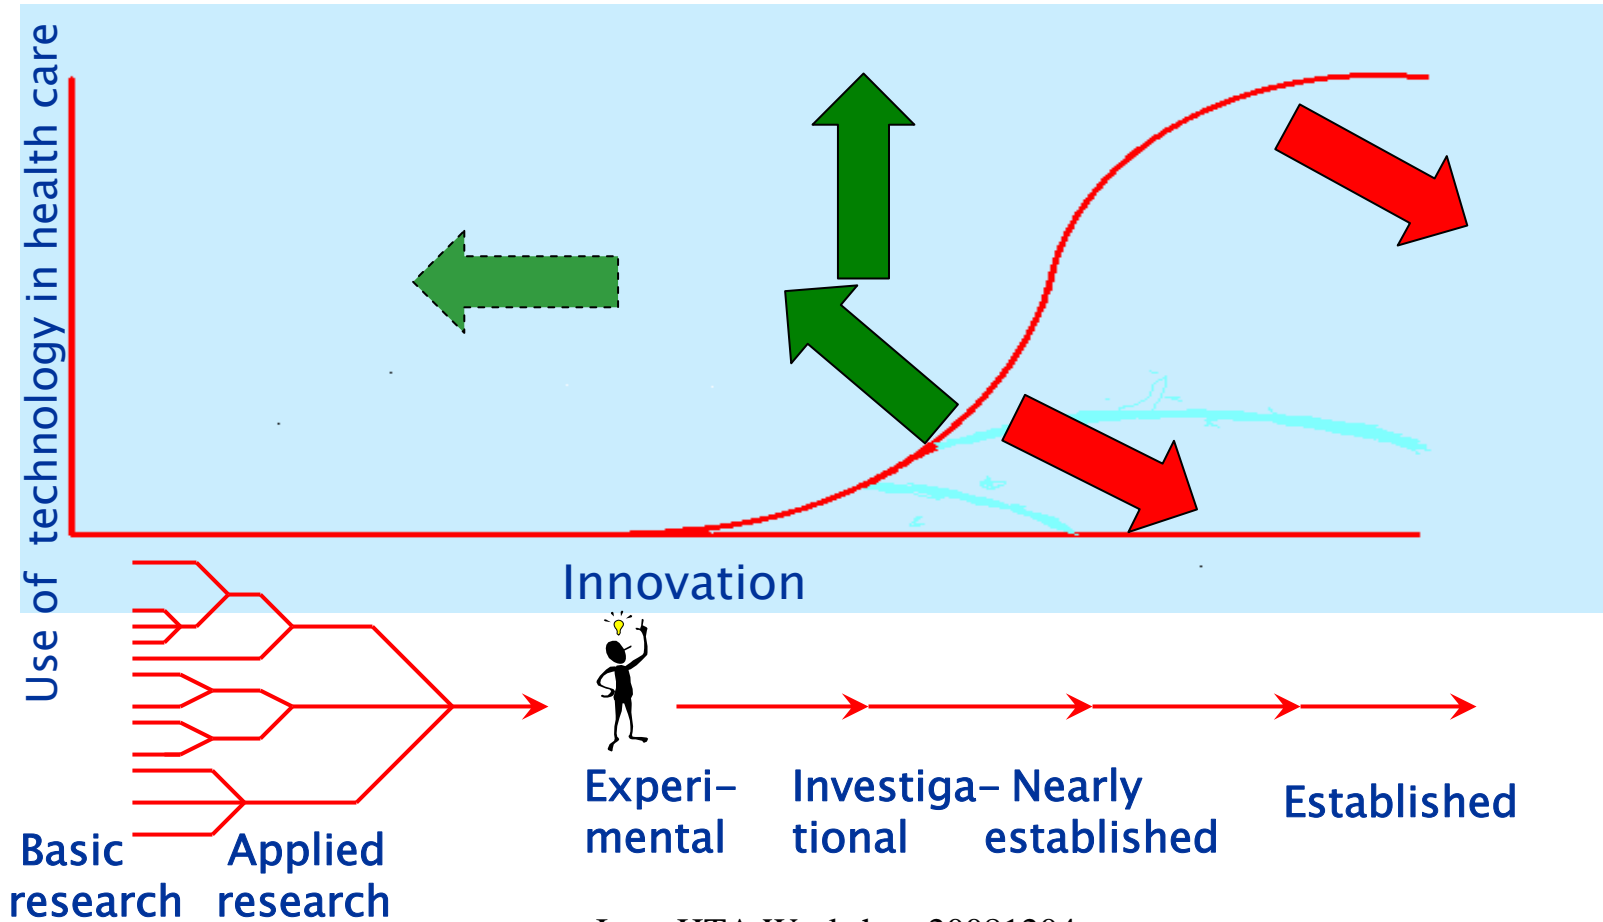 Use of technology in health care
Innovation
Experi-
mental
Investiga-
tional
Nearly
established
Established
Basic
research
Applied
research